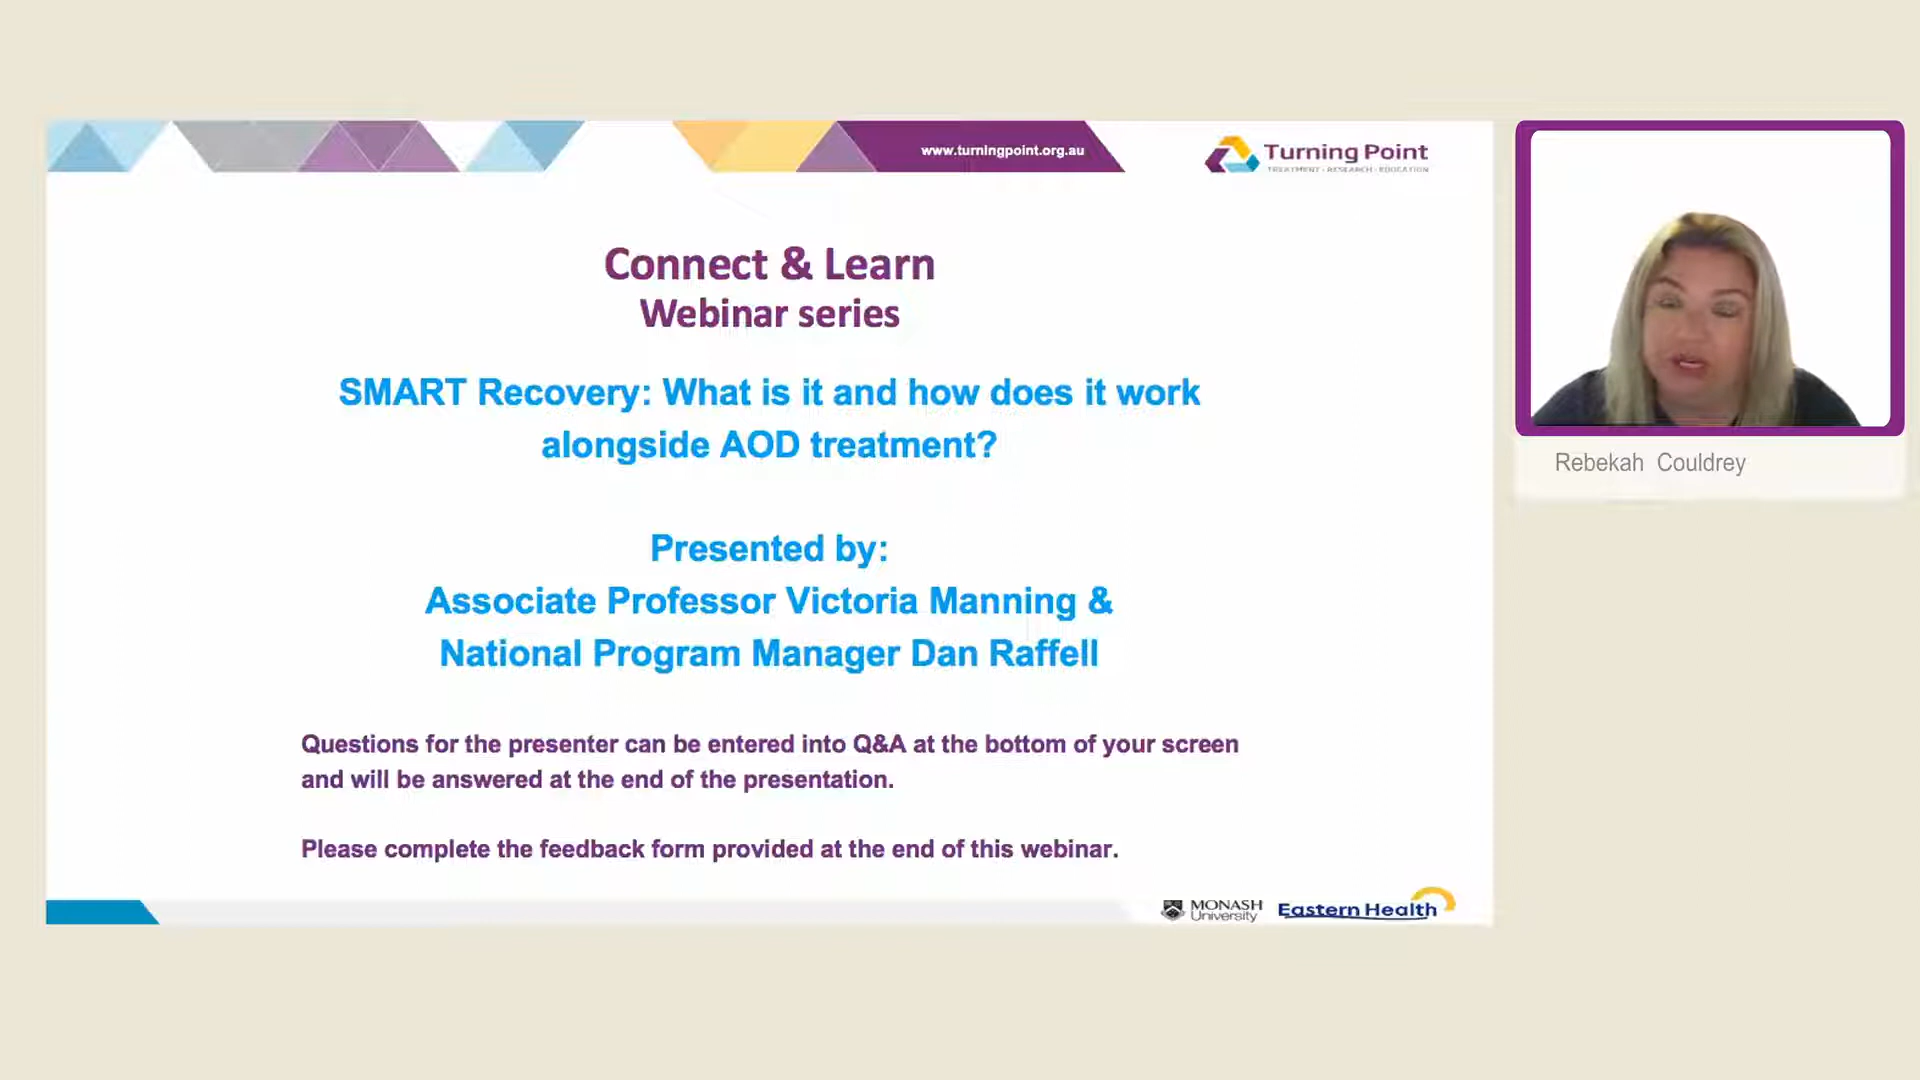 www.turningpoint.org.au
Turning Point
TREATMENT • RESEARCH • EDUCATION
Connect & Learn
Webinar series
SMART Recovery: What is it and how does it work
alongside AOD treatment?
Presented by:
Associate Professor Victoria Manning &
National Program Manager Dan Raffell
Questions for the presenter can be entered into Q&A at the bottom of your screen
and will be answered at the end of the presentation.
Please complete the feedback form provided at the end of this webinar.
MONASH
University
Eastern Health
Rebekah Couldrey